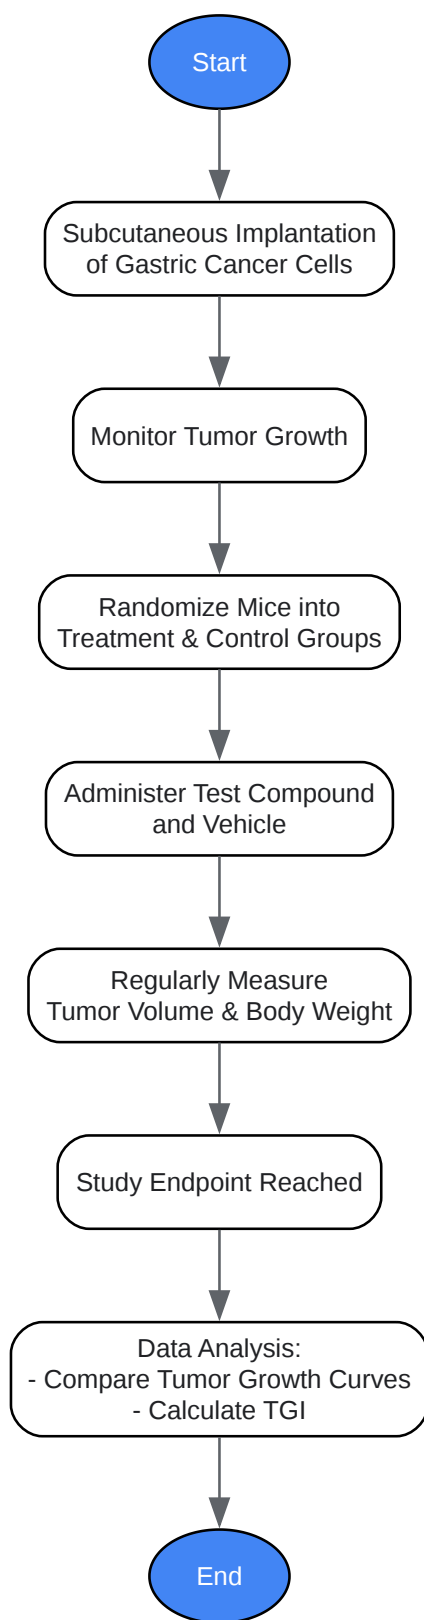 Start
Subcutaneous Implantation
of Gastric Cancer Cells
Monitor Tumor Growth
Randomize Mice into
Treatment & Control Groups
Administer Test Compound
and Vehicle
Regularly Measure
Tumor Volume & Body Weight
Study Endpoint Reached
Data Analysis:
- Compare Tumor Growth Curves
- Calculate TGI
End